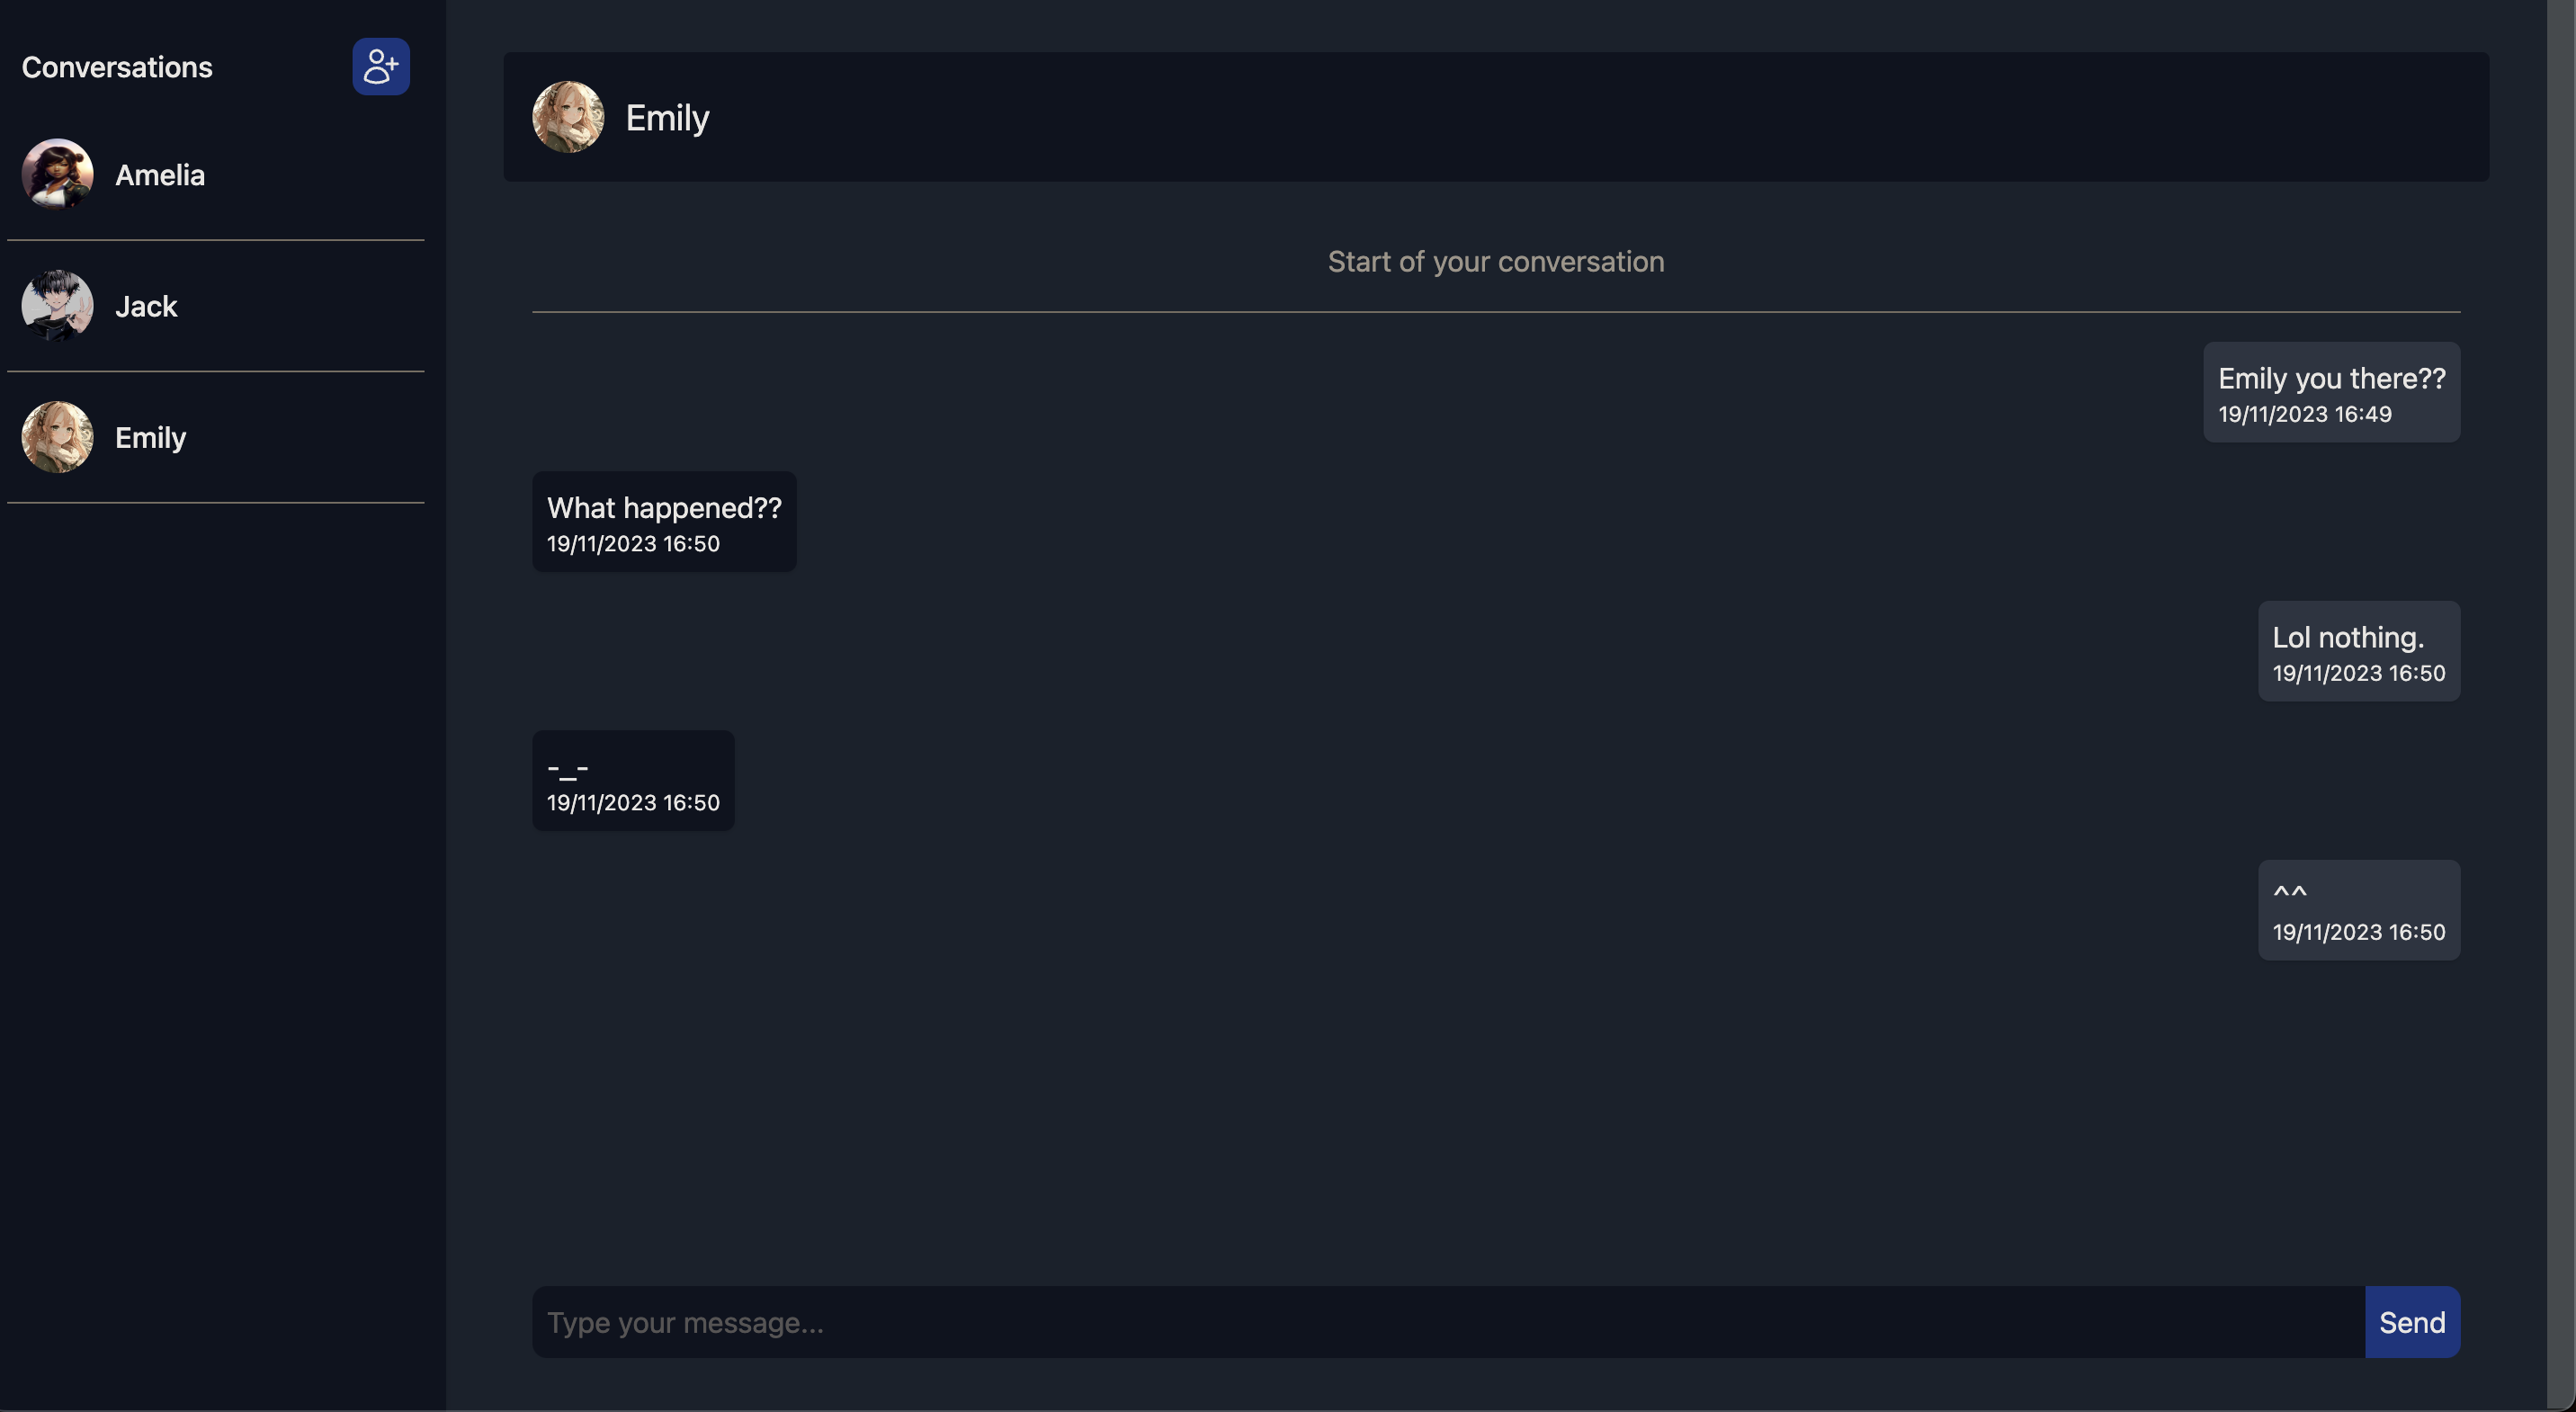 Conversations
Amelia
Jack
Emily
Emily
Start of your conversation
Emily you there??
19/11/2023 16:49
What happened??
19/11/2023 16:50
Lol nothing.
19/11/2023 16:50
-_-
19/11/2023 16:50
^^
19/11/2023 16:50
Type your message...
Send